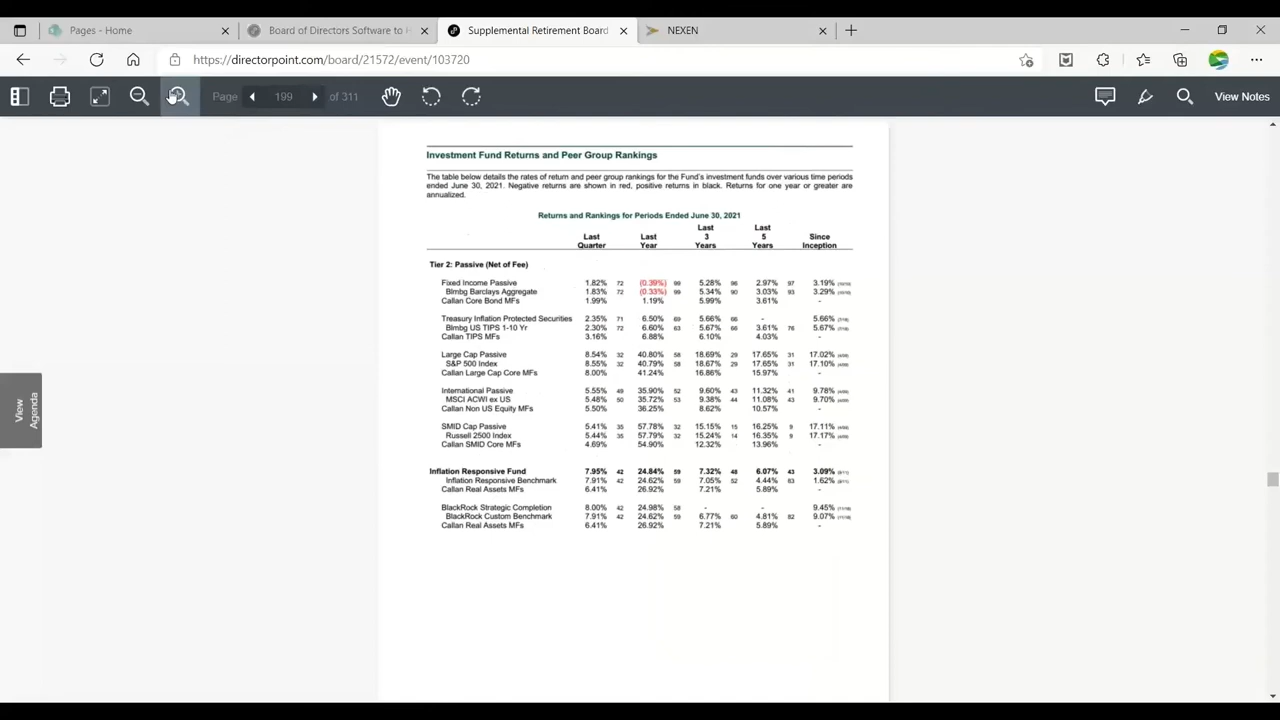 Pages - Home
Board of Directors Software to H
Supplemental Retirement Board
NEXEN
https://directorpoint.com/board/21572/event/103720
Page 199 of 311
View Notes
View Agenda
Investment Fund Returns and Peer Group Rankings
The table below details the rates of return and peer group rankings for the Fund's investment funds over various time periods
ended June 30, 2021. Negative returns are shown in red, positive returns in black. Returns for one year or greater are
annualized.
Returns and Rankings for Periods Ended June 30, 2021
Last Quarter Last Year Last 3 Years Last 5 Years Since Inception
Tier 2: Passive (Net of Fee)
Fixed Income Passive 1.82% 72 (0.39%) 99 5.28% 96 2.97% 97 3.19%
Blmbg Barclays Aggregate 1.83% 72 (0.33%) 99 5.34% 90 3.03% 93 3.29%
Callan Core Bond MFs 1.99% 1.19% 5.99% 3.61% -
Treasury Inflation Protected Securities 2.35% 71 6.50% 69 5.66% 66 - 5.66%
Blmbg US TIPS 1-10 Yr 2.30% 72 6.60% 63 5.67% 66 3.61% 76 5.67%
Callan TIPS MFs 3.16% 6.88% 6.10% 4.03% -
Large Cap Passive 8.54% 32 40.80% 58 18.69% 29 17.65% 31 17.02%
S&P 500 Index 8.55% 32 40.79% 58 18.67% 29 17.65% 31 17.10%
Callan Large Cap Core MFs 8.00% 41.24% 16.86% 15.97% -
International Passive 5.55% 49 35.90% 52 9.60% 43 11.32% 41 9.78%
MSCI ACWI ex US 5.48% 50 35.72% 53 9.38% 44 11.08% 43 9.70%
Callan Non US Equity MFs 5.50% 36.25% 8.62% 10.57% -
SMID Cap Passive 5.41% 35 57.78% 32 15.15% 15 16.25% 9 17.11%
Russell 2500 Index 5.44% 35 57.79% 32 15.24% 14 16.35% 9 17.17%
Callan SMID Core MFs 4.69% 54.90% 12.32% 13.96% -
Inflation Responsive Fund 7.95% 42 24.84% 59 7.32% 48 6.07% 43 3.09%
Inflation Responsive Benchmark 7.91% 42 24.62% 59 7.05% 52 4.44% 63 1.62%
Callan Real Assets MFs 6.41% 26.92% 7.21% 5.89% -
BlackRock Strategic Completion 8.00% 42 24.98% 58 - - 9.45%
BlackRock Custom Benchmark 7.91% 42 24.62% 59 6.77% 60 4.81% 82 9.07%
Callan Real Assets MFs 6.41% 26.92% 7.21% 5.89% -